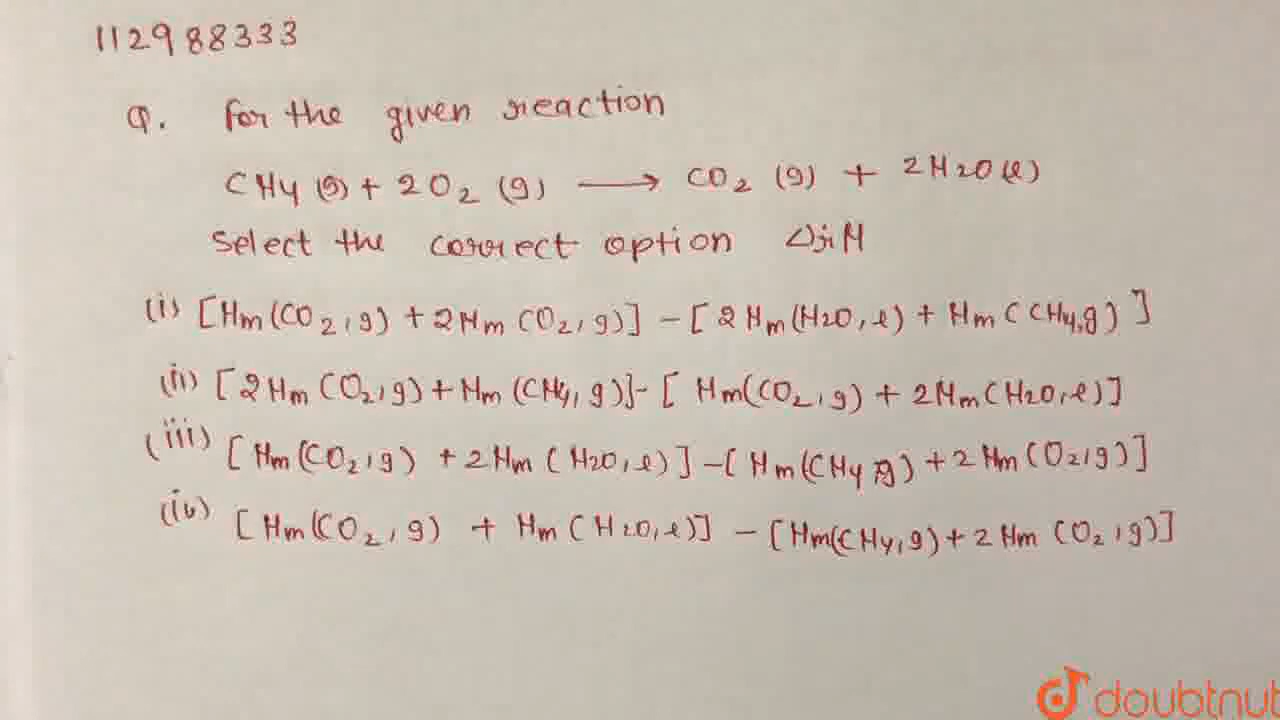 112988333
Q. For the given reaction
CH4 (g) + 2O2 (g) ⟶ CO2 (g) + 2H2O(l)
Select the correct option ΔrH
(i) [Hm(CO2,g) + 2Hm(O2,g)] - [2Hm(H2O,l) + Hm(CH4,g)]
(ii) [2Hm(O2,g) + Hm(CH4,g)] - [Hm(CO2,g) + 2Hm(H2O,l)]
(iii) [Hm(CO2,g) + 2Hm(H2O,l)] - [Hm(CH4,g) + 2Hm(O2,g)]
(iv) [Hm(CO2,g) + Hm(H2O,l)] - [Hm(CH4,g) + 2Hm(O2,g)]
doubtnut